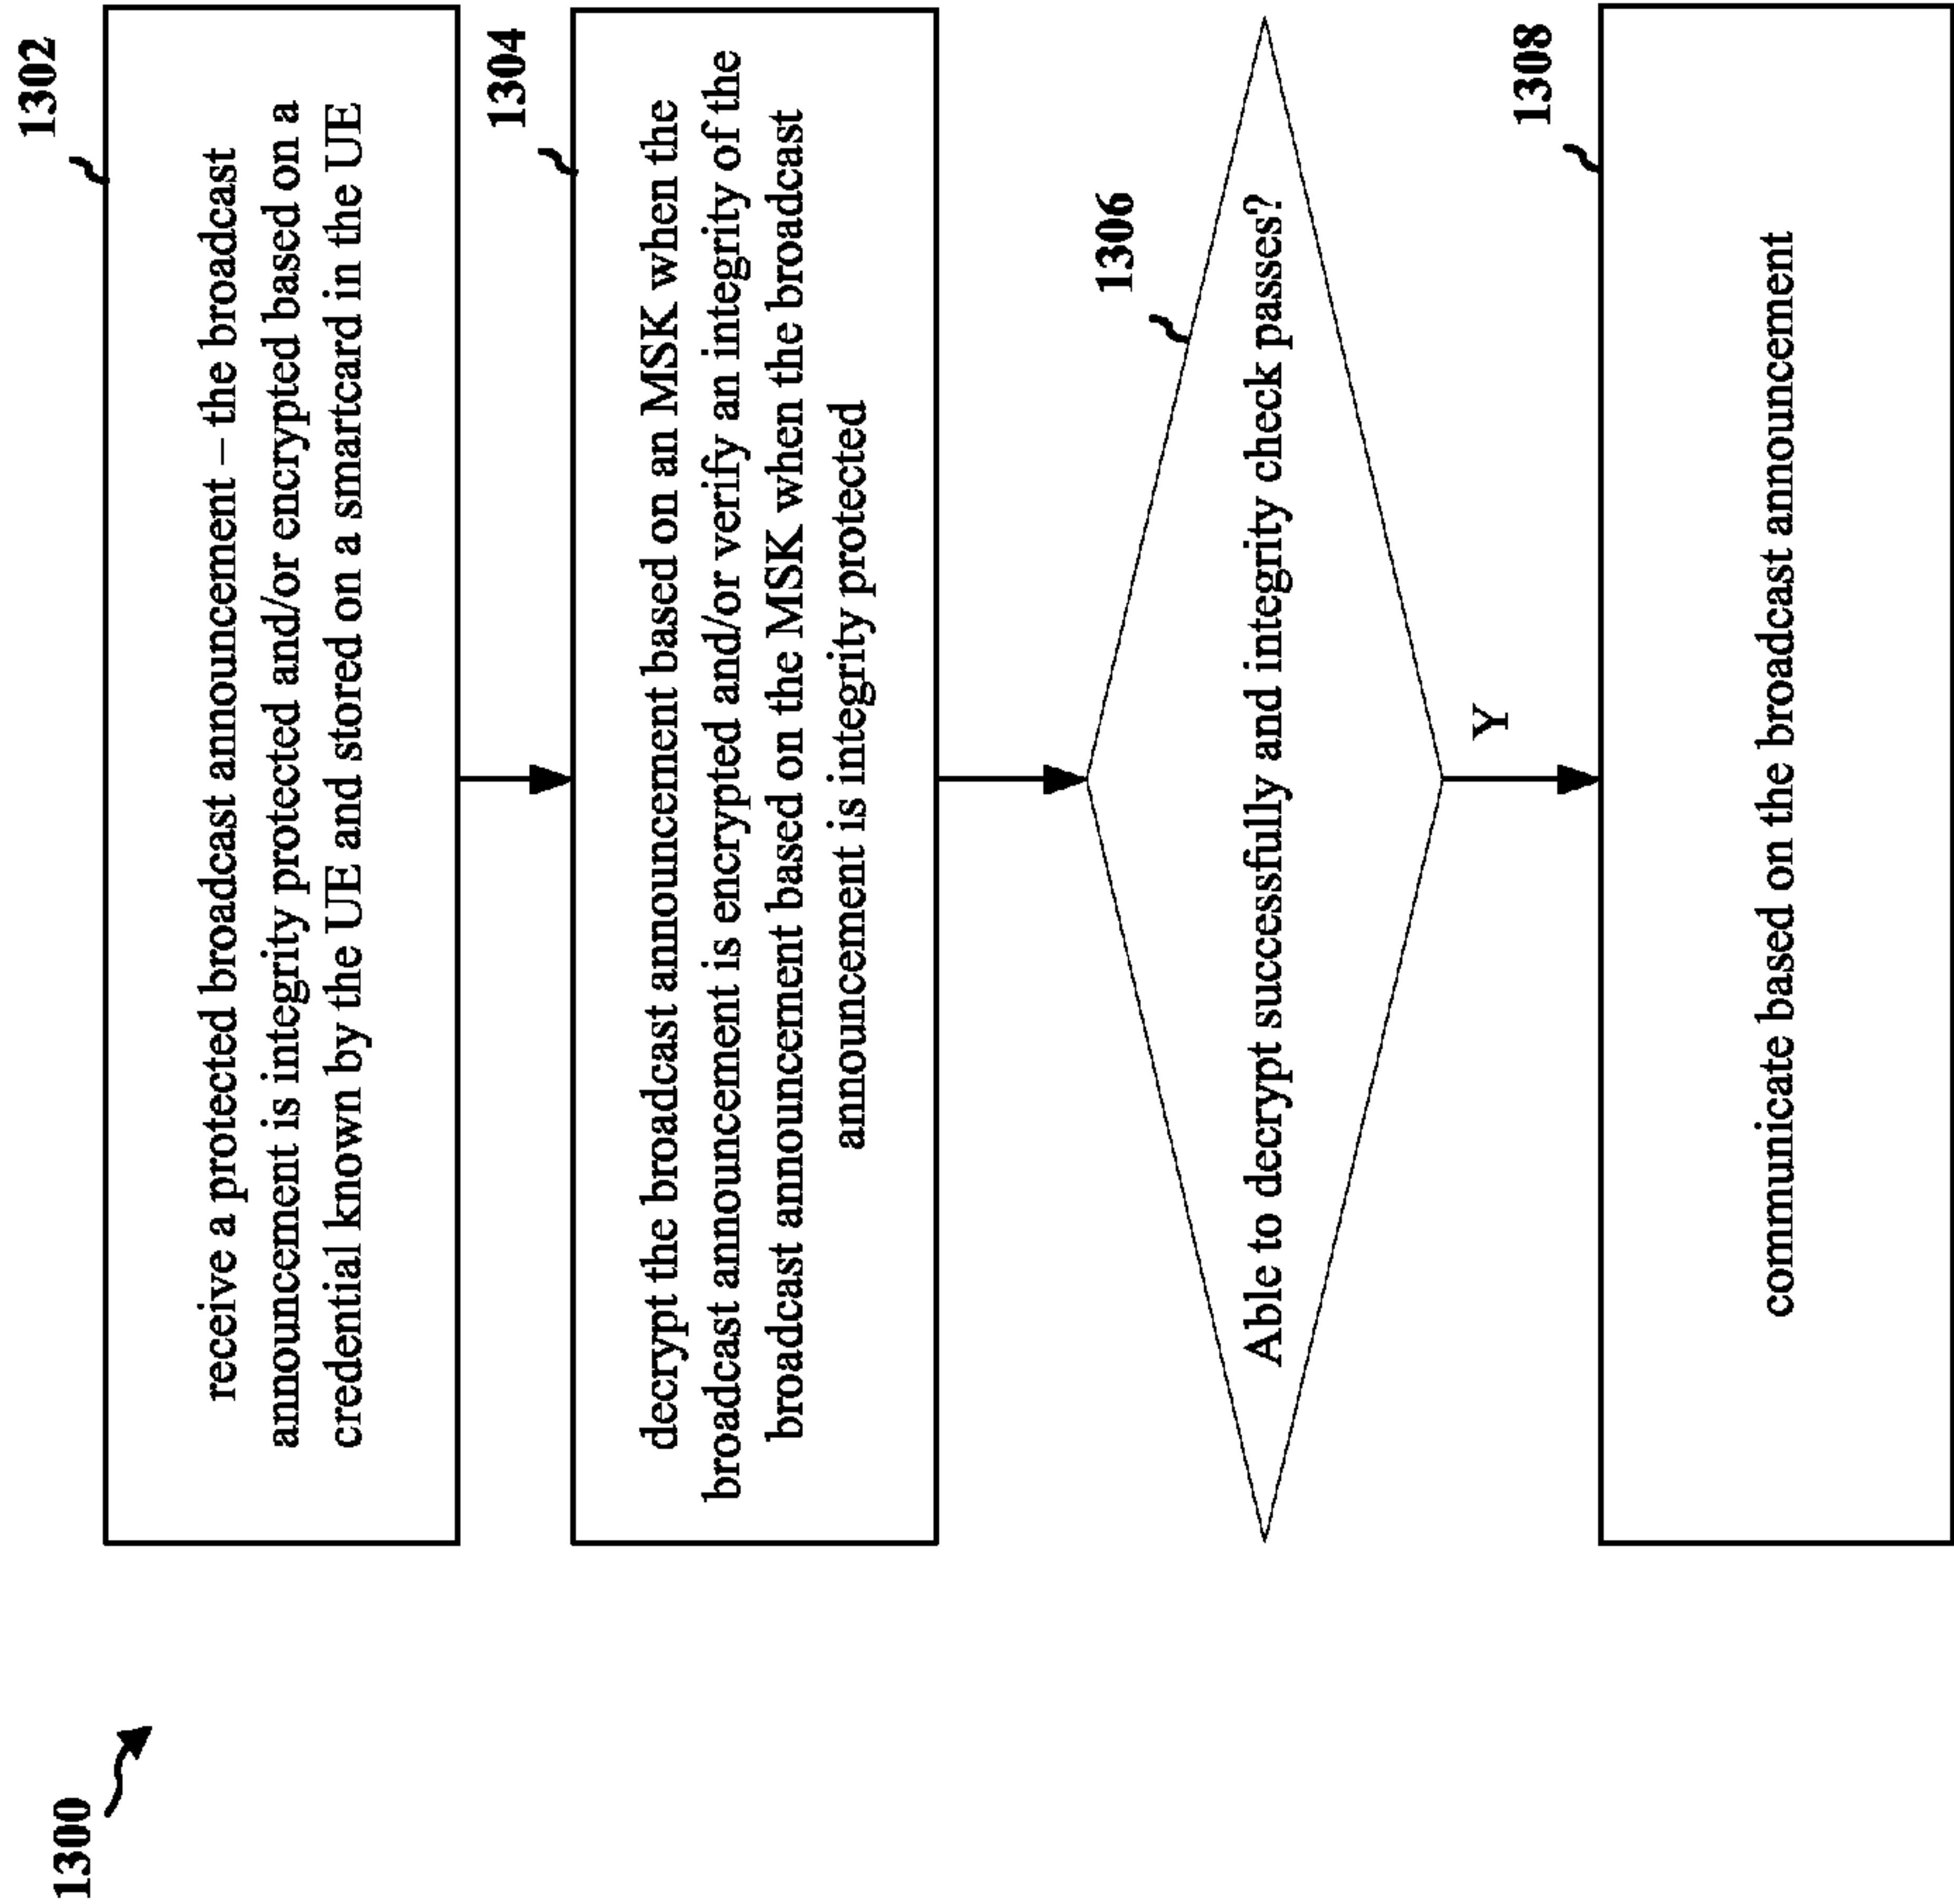 1300
1302
receive a protected broadcast announcement – the broadcast
announcement is integrity protected and/or encrypted based on a
credential known by the UE and stored on a smartcard in the UE
1304
decrypt the broadcast announcement based on an MSK when the
broadcast announcement is encrypted and/or verify an integrity of the
broadcast announcement based on the MSK when the broadcast
announcement is integrity protected
1306
Able to decrypt successfully and integrity check passes?
Y
1308
communicate based on the broadcast announcement